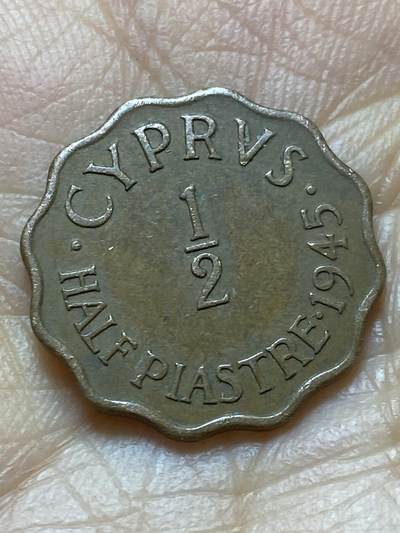 ·CYPRVS·
1/2
HALF PIASTRE·1945